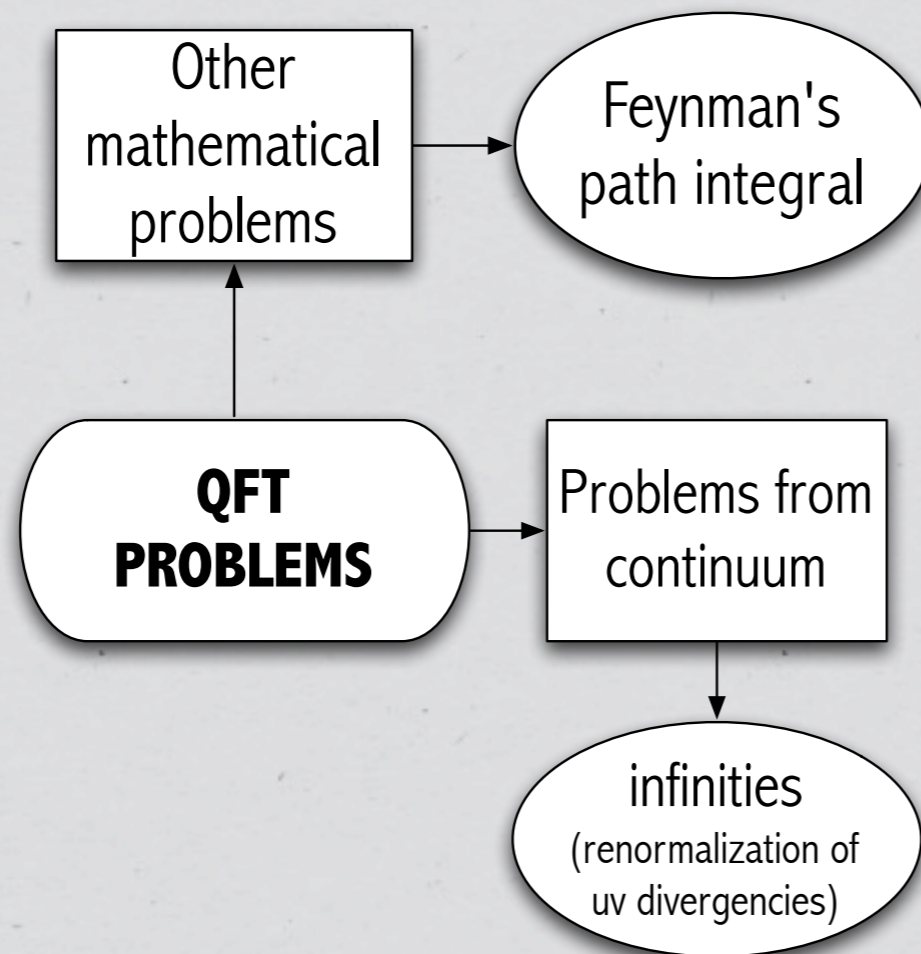 Other
mathematical
problems
Feynman's
path integral
QFT
PROBLEMS
Problems from
continuum
infinities
(renormalization of
uv divergencies)